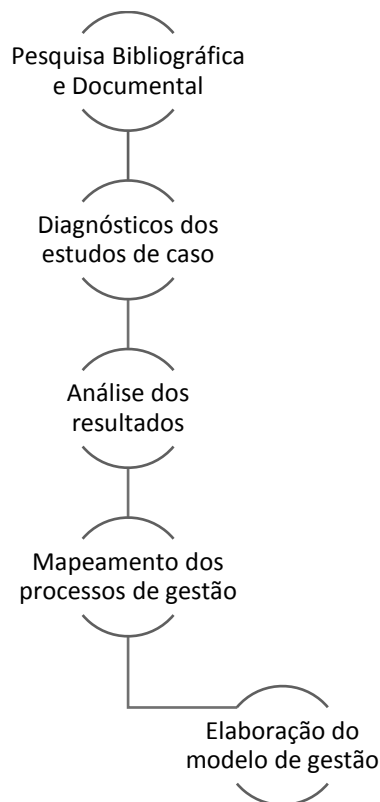 Pesquisa Bibliográfica
e Documental
Diagnósticos dos
estudos de caso
Análise dos
resultados
Mapeamento dos
processos de gestão
Elaboração do
modelo de gestão